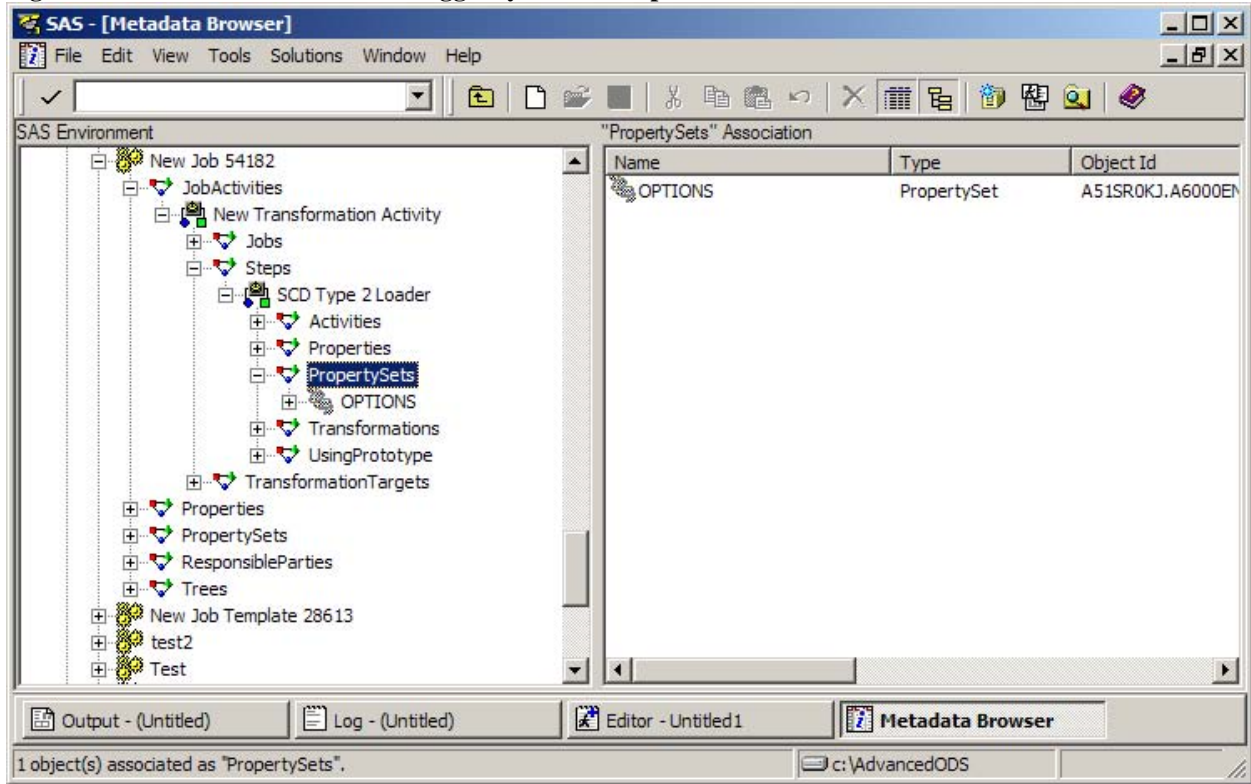 SAS - [Metadata Browser]
File Edit View Tools Solutions Window Help
SAS Environment
"PropertySets" Association
New Job 54182
JobActivities
New Transformation Activity
Jobs
Steps
SCD Type 2 Loader
Activities
Properties
PropertySets
OPTIONS
Transformations
UsingPrototype
TransformationTargets
Properties
PropertySets
ResponsibleParties
Trees
New Job Template 28613
test2
Test
Name Type Object Id
OPTIONS PropertySet A51SR0KJ.A6000EN
Output - (Untitled) Log - (Untitled) Editor - Untitled1 Metadata Browser
1 object(s) associated as "PropertySets". c:\AdvancedODS